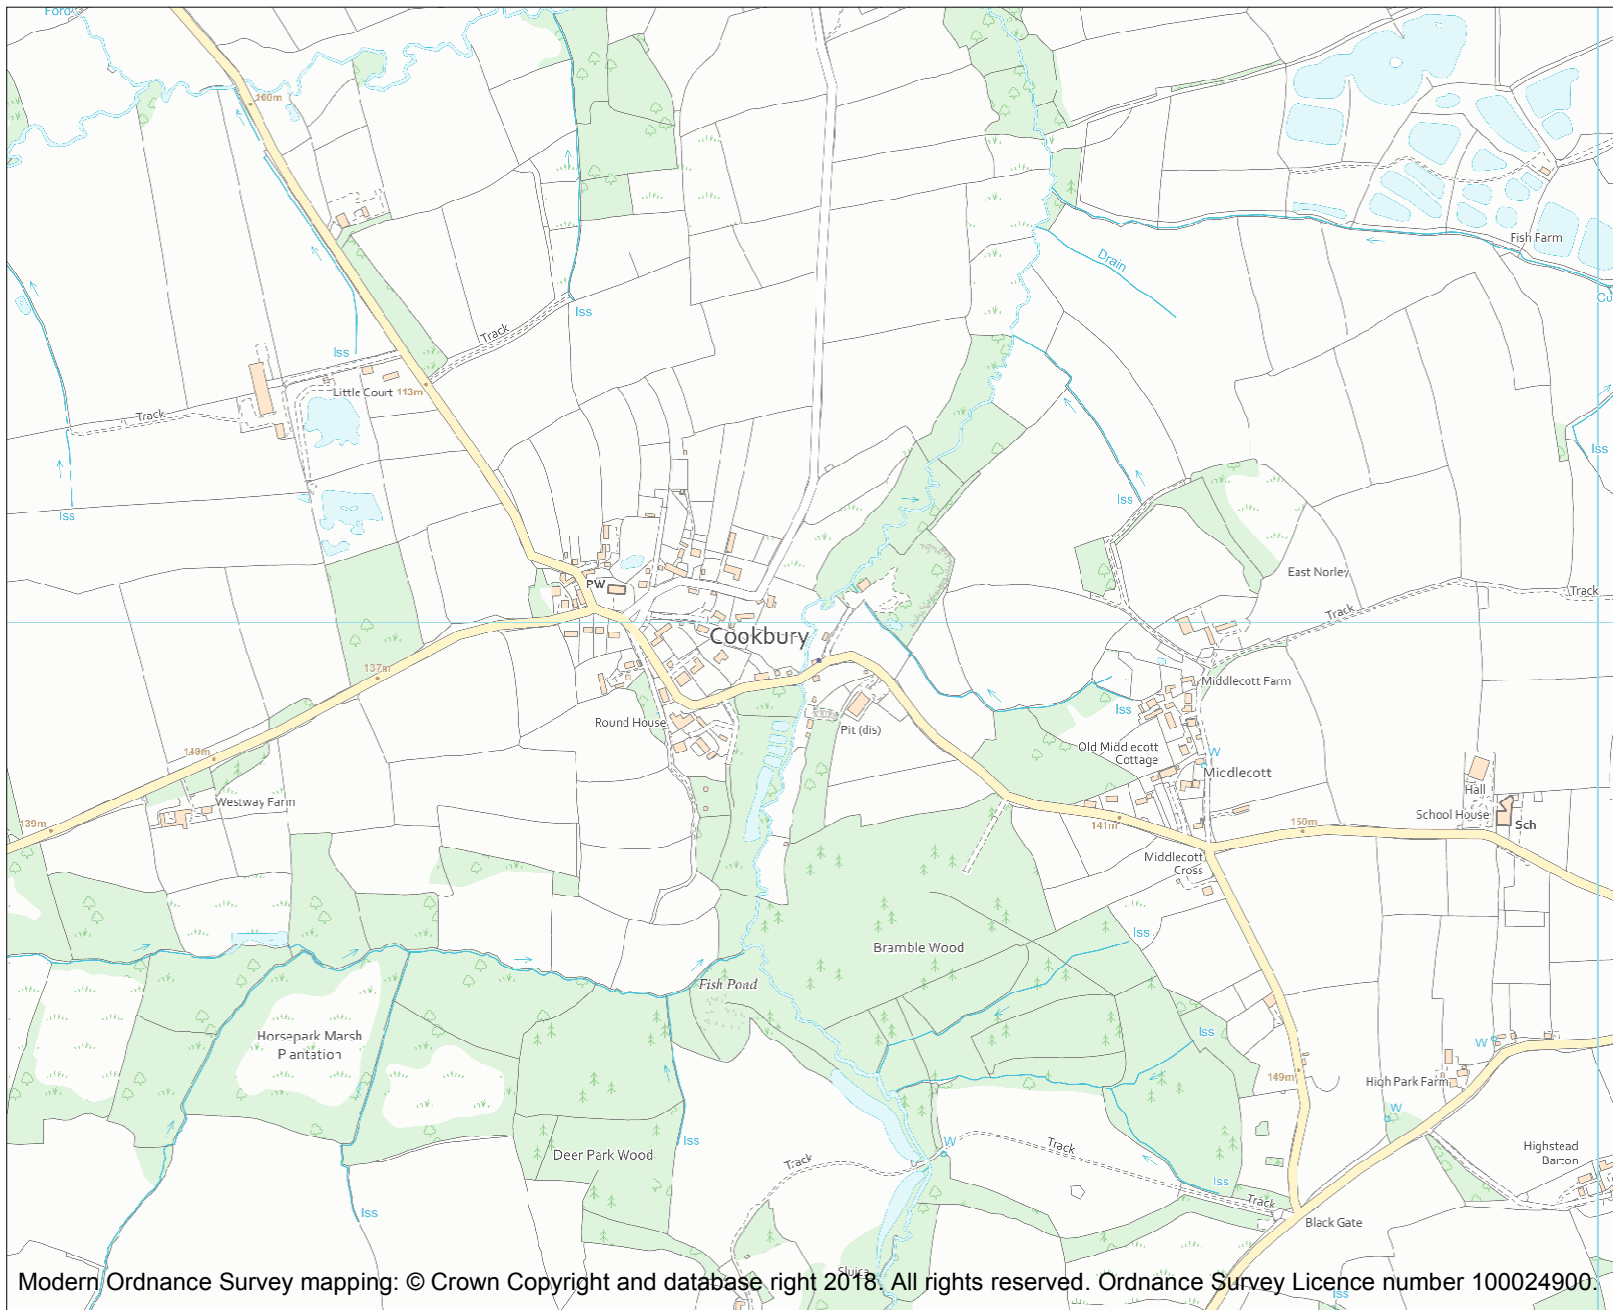 Ford
160m
Drain
Fish Farm
Cu
Iss
Track
Iss
Little Court
113m
Track
Iss
Iss
Iss
PW
East Norley
Track
Track
Cookbury
137m
Middlecott Farm
Iss
Round House
Pit (dis)
Old Middlecott
Cottage
W
Middlecott
140m
Westway Farm
Hall
School House
Sch
139m
141m
150m
Middlecott
Cross
Bramble Wood
Iss
Fish Pond
Horsepark Marsh
Plantation
Iss
W
149m
High Park Farm
W
Iss
Deer Park Wood
W
Track
Track
Highstead
Barton
Iss
Track
Iss
Black Gate
Sluice
Modern Ordnance Survey mapping: © Crown Copyright and database right 2018. All rights reserved. Ordnance Survey Licence number 100024900.
Iss